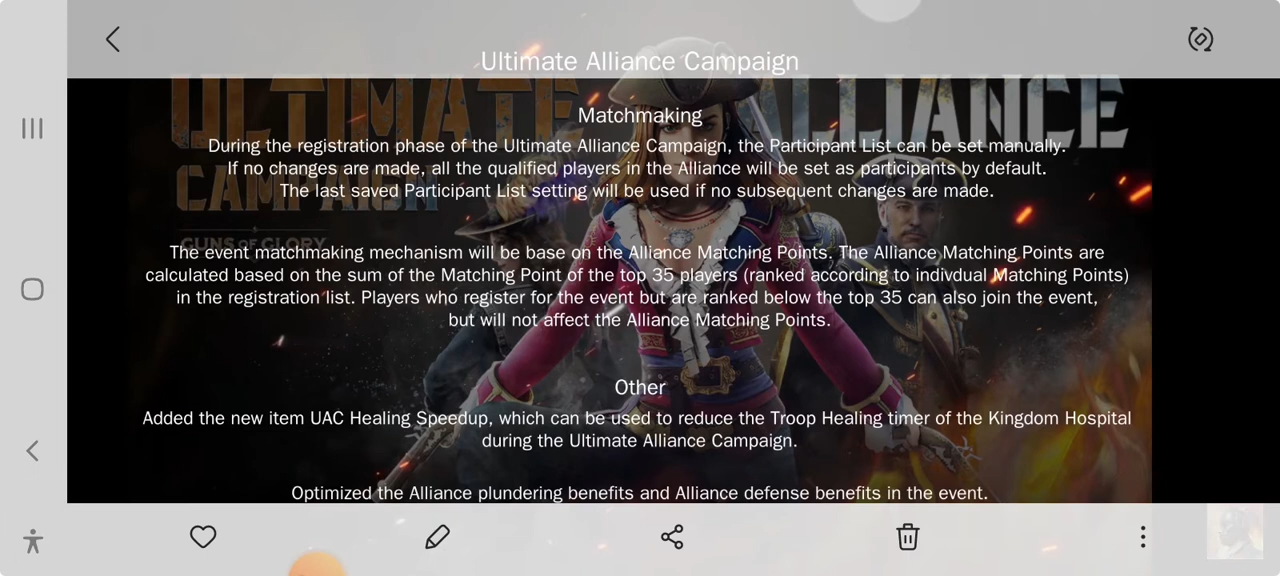 Ultimate Alliance Campaign
ULTIMATE ALLIANCE
CAMPAIGN
GUNS OF GLORY
Matchmaking
During the registration phase of the Ultimate Alliance Campaign, the Participant List can be set manually.
If no changes are made, all the qualified players in the Alliance will be set as participants by default.
The last saved Participant List setting will be used if no subsequent changes are made.
The event matchmaking mechanism will be base on the Alliance Matching Points. The Alliance Matching Points are
calculated based on the sum of the Matching Point of the top 35 players (ranked according to indivdual Matching Points)
in the registration list. Players who register for the event but are ranked below the top 35 can also join the event,
but will not affect the Alliance Matching Points.
Other
Added the new item UAC Healing Speedup, which can be used to reduce the Troop Healing timer of the Kingdom Hospital
during the Ultimate Alliance Campaign.
Optimized the Alliance plundering benefits and Alliance defense benefits in the event.